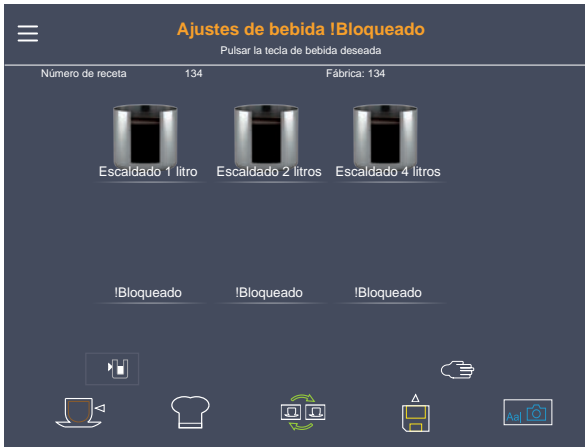 Ajustes de bebida !Bloqueado
Pulsar la tecla de bebida deseada
Número de receta 134 Fábrica: 134
Escaldado 1 litro Escaldado 2 litros Escaldado 4 litros
!Bloqueado !Bloqueado !Bloqueado
Aa|